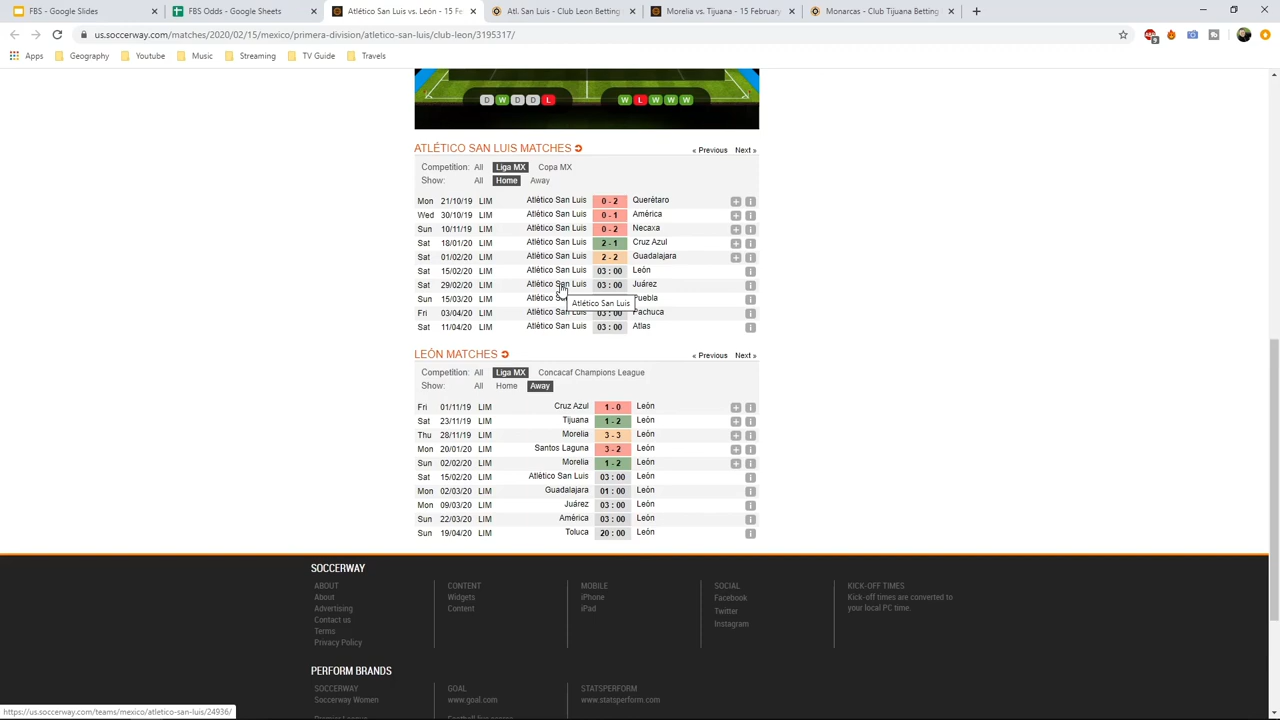 FBS - Google Slides
FBS Odds - Google Sheets
Atlético San Luis vs. León - 15 Fe
Atl. San Luis - Club Leon Betting
Morelia vs. Tijuana - 15 February
Monarcas - Club Tijuana Betting
us.soccerway.com/matches/2020/02/15/mexico/primera-division/atletico-san-luis/club-leon/3195317/
Apps Geography Youtube Music Streaming TV Guide Travels
D W D D L W L W W W
ATLÉTICO SAN LUIS MATCHES « Previous Next »
Competition: All Liga MX Copa MX
Show: All Home Away
Mon 21/10/19 LIM Atlético San Luis 0 - 2 Querétaro
Wed 30/10/19 LIM Atlético San Luis 0 - 1 América
Sun 10/11/19 LIM Atlético San Luis 0 - 2 Necaxa
Sat 18/01/20 LIM Atlético San Luis 2 - 1 Cruz Azul
Sat 01/02/20 LIM Atlético San Luis 2 - 2 Guadalajara
Sat 15/02/20 LIM Atlético San Luis 03 : 00 León
Sat 29/02/20 LIM Atlético San Luis 03 : 00 Juárez
Sun 15/03/20 LIM Atlético
Atlético San Luis
Fri 03/04/20 LIM Atlético San Luis 03 : 00 Pachuca
Sat 11/04/20 LIM Atlético San Luis 03 : 00 Atlas
LEÓN MATCHES « Previous Next »
Competition: All Liga MX Concacaf Champions League
Show: All Home Away
Fri 01/11/19 LIM Cruz Azul 1 - 0 León
Sat 23/11/19 LIM Tijuana 1 - 2 León
Thu 28/11/19 LIM Morelia 3 - 3 León
Mon 20/01/20 LIM Santos Laguna 3 - 2 León
Sun 02/02/20 LIM Morelia 1 - 2 León
Sat 15/02/20 LIM Atlético San Luis 03 : 00 León
Mon 02/03/20 LIM Guadalajara 01 : 00 León
Mon 09/03/20 LIM Juárez 03 : 00 León
Sun 22/03/20 LIM América 03 : 00 León
Sun 19/04/20 LIM Toluca 20 : 00 León
SOCCERWAY
ABOUT
About
Advertising
Contact us
Terms
Privacy Policy
CONTENT
Widgets
Content
MOBILE
iPhone
iPad
SOCIAL
Facebook
Twitter
Instagram
KICK-OFF TIMES
Kick-off times are converted to
your local PC time.
PERFORM BRANDS
SOCCERWAY
Soccerway Women
GOAL
www.goal.com
STATSPERFORM
www.statsperform.com
https://us.soccerway.com/teams/mexico/atletico-san-luis/24936/